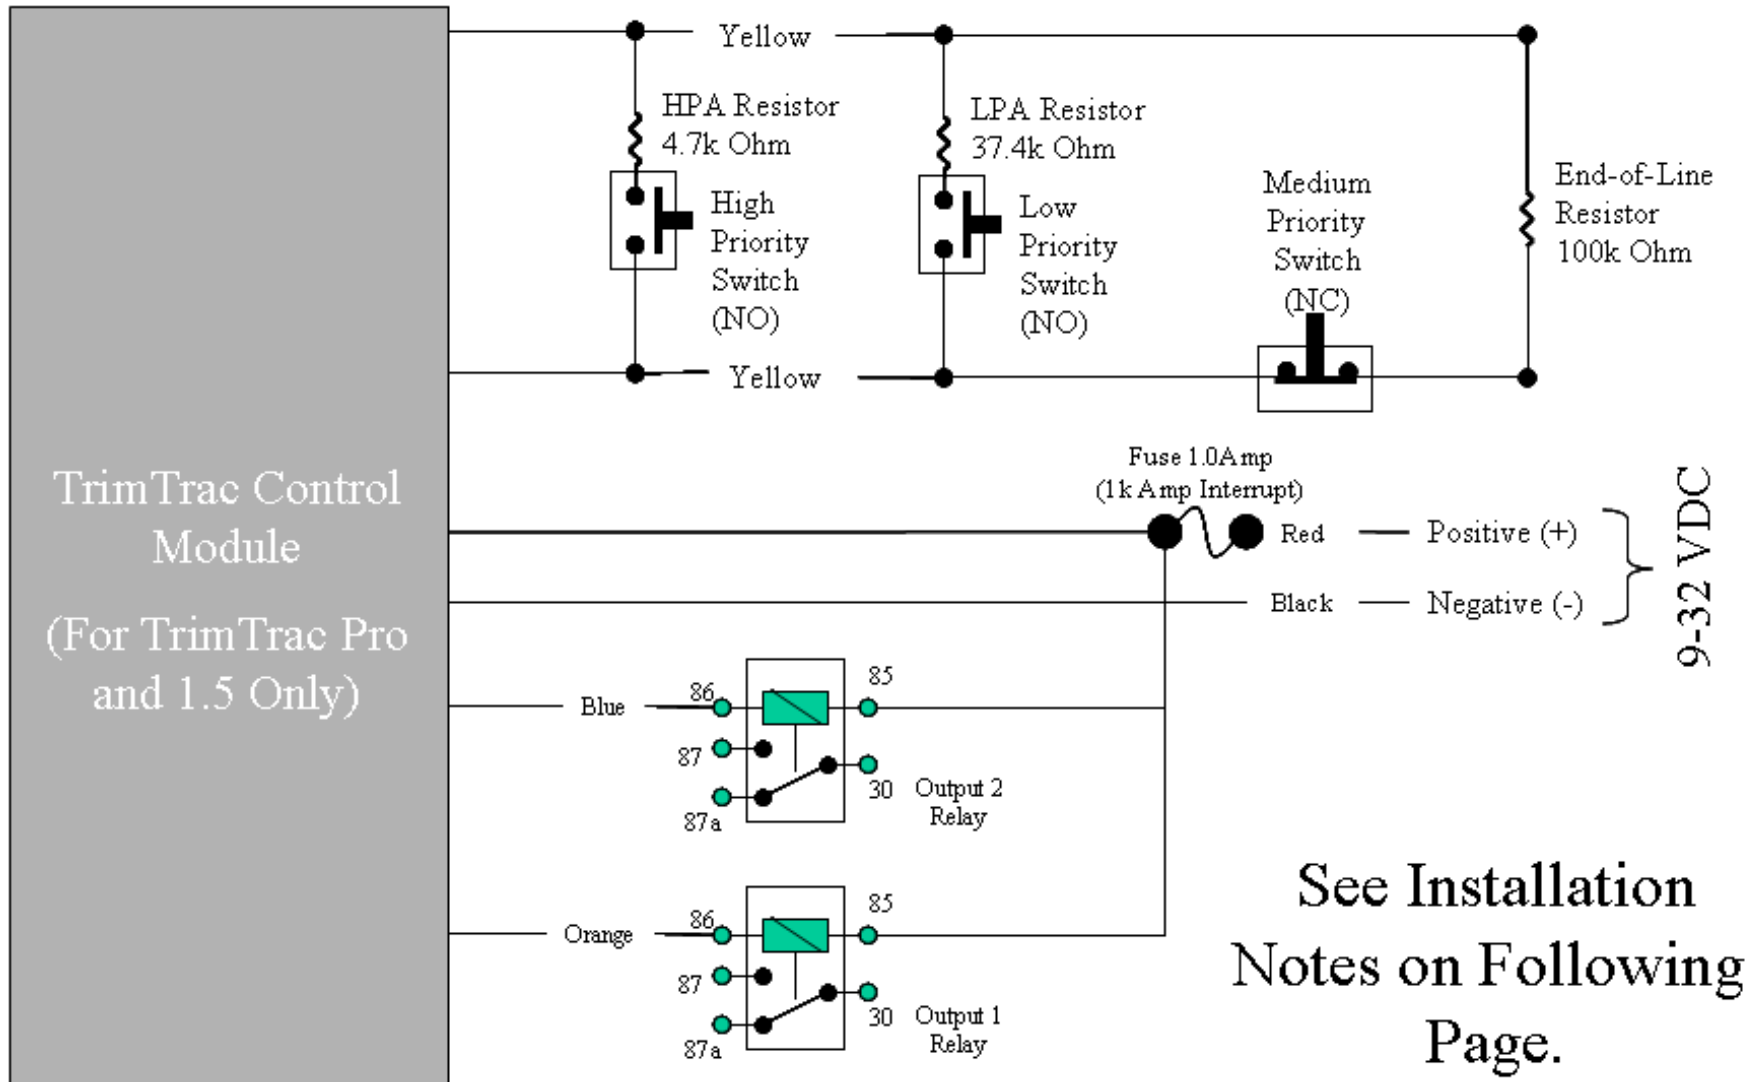 TrimTrac Control
Module
(For TrimTrac Pro
and 1.5 Only)
Yellow
HPA Resistor
4.7k Ohm
High
Priority
Switch
(NO)
LPA Resistor
37.4k Ohm
Low
Priority
Switch
(NO)
Medium
Priority
Switch
(NC)
End-of-Line
Resistor
100k Ohm
Yellow
Fuse 1.0Amp
(1k Amp Interrupt)
Red
Positive (+)
Black
Negative (-)
9-32 VDC
Blue
86
85
87
87a
30
Output 2
Relay
Orange
86
85
87
87a
30
Output 1
Relay
See Installation
Notes on Following
Page.